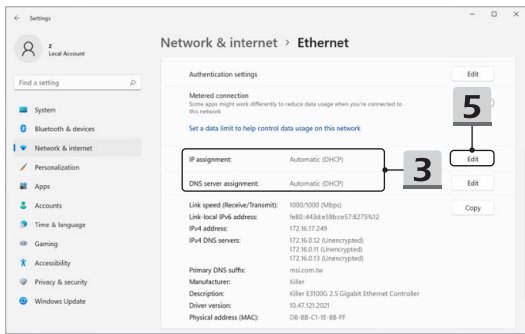 Settings
z
Local Account
Find a setting
System
Bluetooth & devices
Network & internet
Personalization
Apps
Accounts
Time & language
Gaming
Accessibility
Privacy & security
Windows Update
Network & internet > Ethernet
Authentication settings Edit
Metered connection
Some apps might work differently to reduce data usage when you're connected to
this network
Set a data limit to help control data usage on this network
5
IP assignment: Automatic (DHCP) Edit
3
DNS server assignment: Automatic (DHCP) Edit
Link speed (Receive/Transmit): 1000/1000 (Mbps) Copy
Link-local IPv6 address: fe80::443d:e59b:ce57:8275%12
IPv4 address: 172.16.17.249
IPv4 DNS servers: 172.16.0.12 (Unencrypted)
172.16.0.11 (Unencrypted)
172.16.0.13 (Unencrypted)
Primary DNS suffix: msi.com.tw
Manufacturer: Killer
Description: Killer E3100G 2.5 Gigabit Ethernet Controller
Driver version: 10.47.121.2021
Physical address (MAC): D8-BB-C1-1E-8B-FF